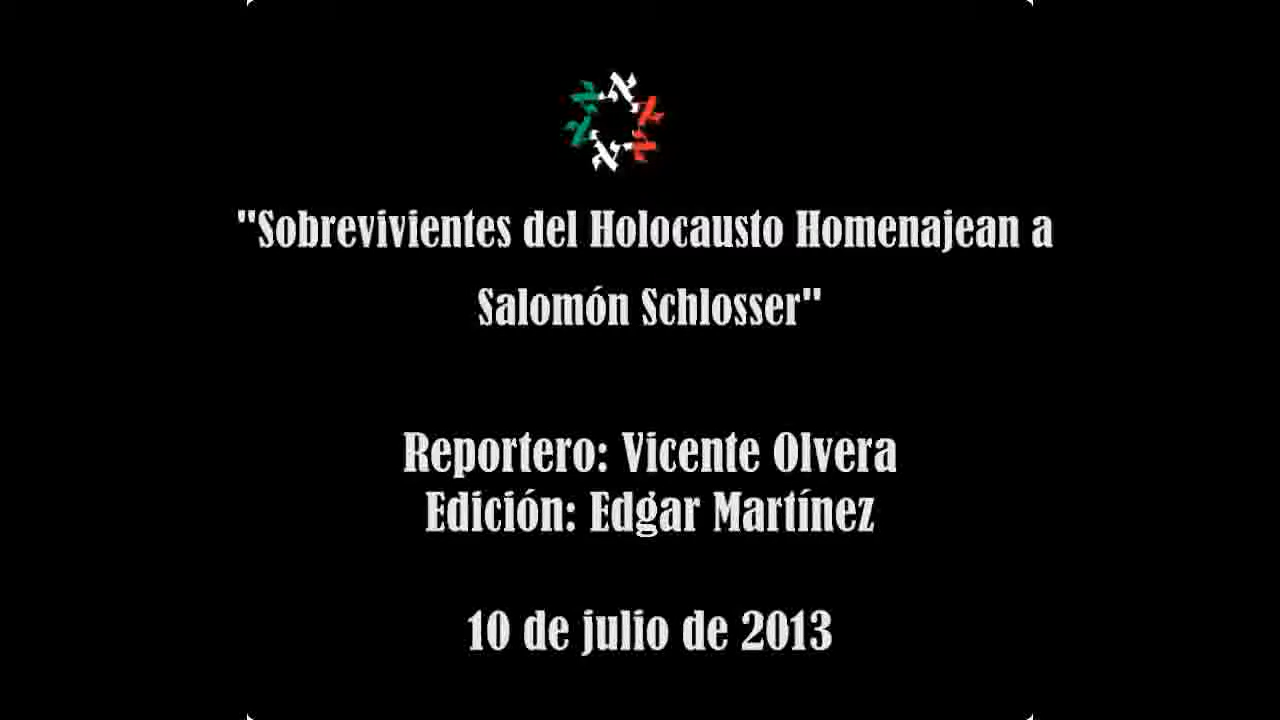 "Sobrevivientes del Holocausto Homenajean a
Salomón Schlosser"
Reportero: Vicente Olvera
Edición: Edgar Martínez
10 de julio de 2013